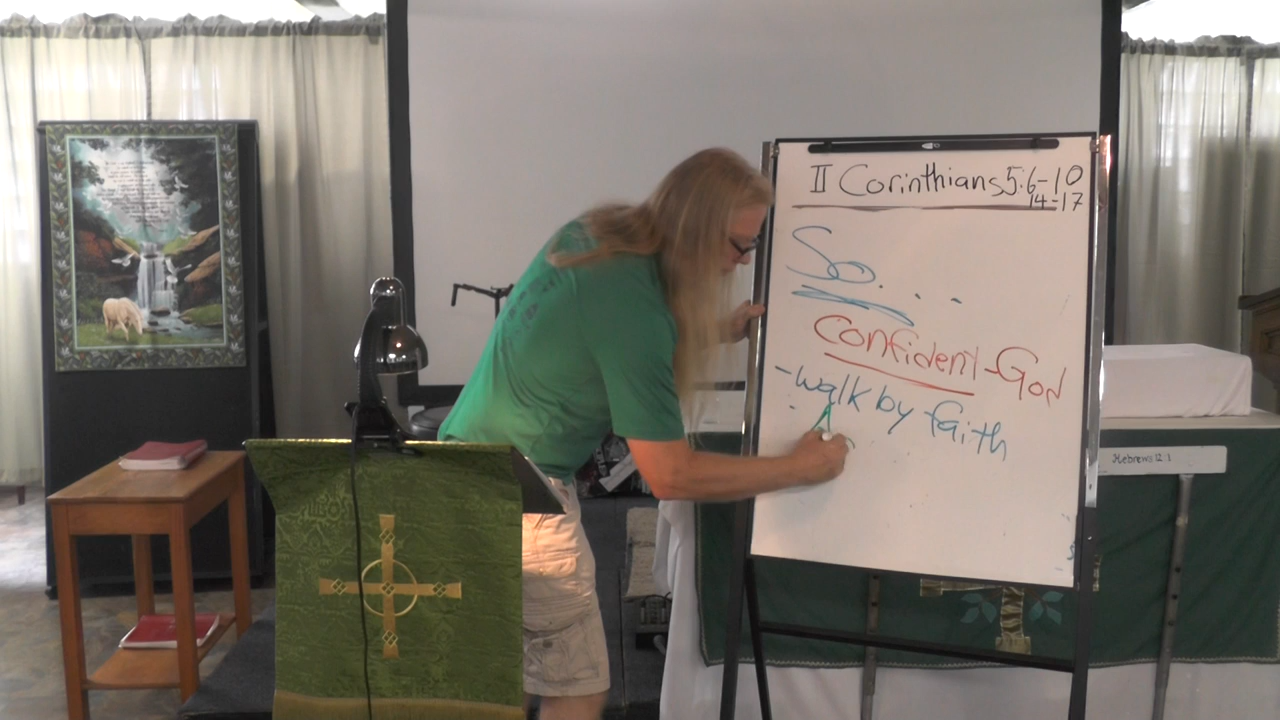 II Corinthians 5:6-10
14-17
So....
Confident-God
-walk by faith
Hebrews 12:1